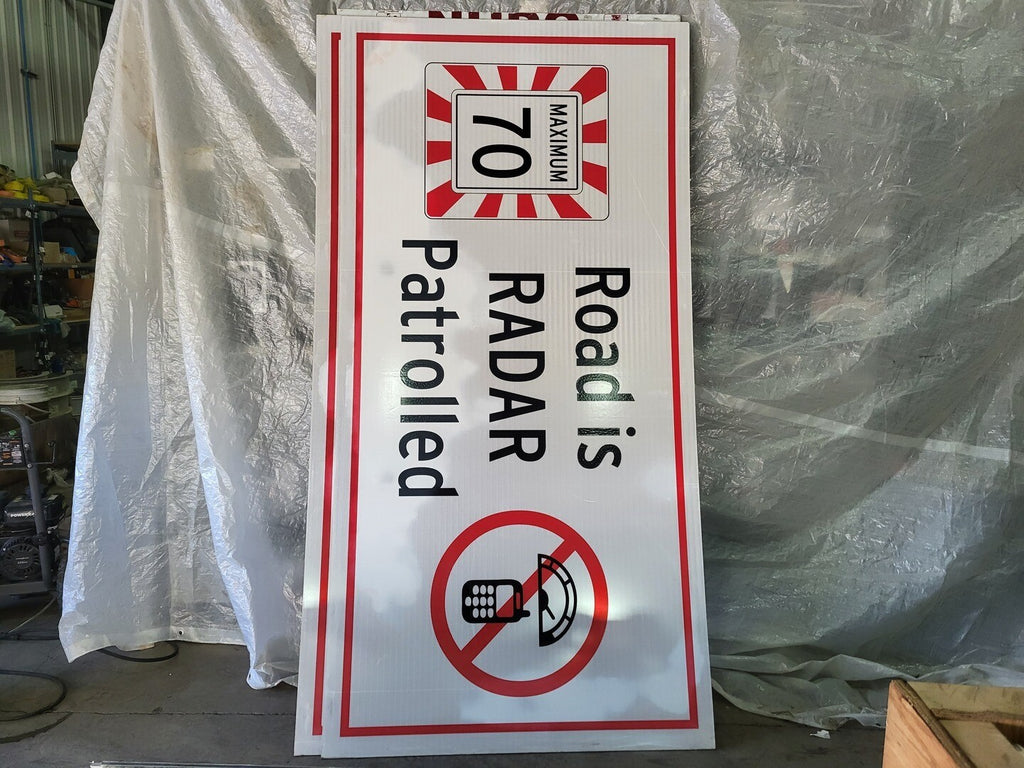 MAXIMUM
70
Road is
RADAR
Patrolled